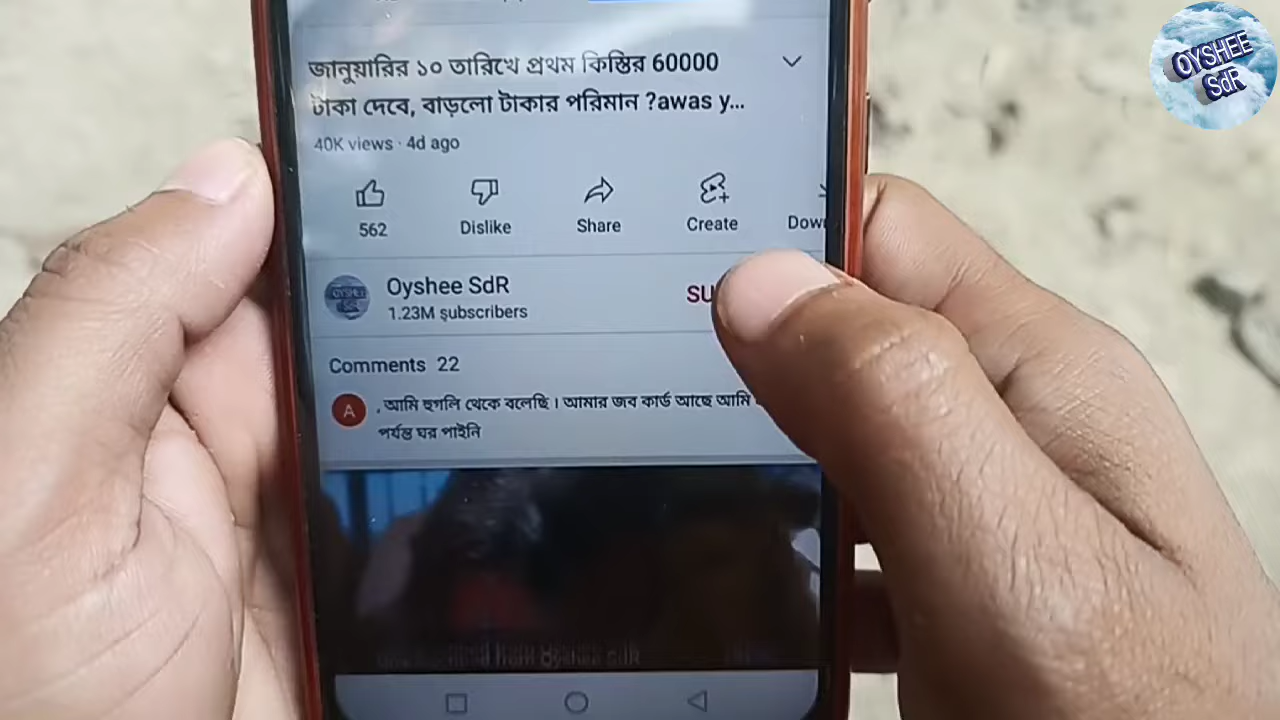 OYSHEE
SdR
জানুয়ারির ১০ তারিখে প্রথম কিস্তির 60000
টাকা দেবে, বাড়লো টাকার পরিমান ?awas y...
40K views · 4d ago
562
Dislike
Share
Create
Down
Oyshee SdR
1.23M subscribers
SU
Comments 22
A
, আমি হুগলি থেকে বলেছি । আমার জব কার্ড আছে আমি
পর্যন্ত ঘর পাইনি